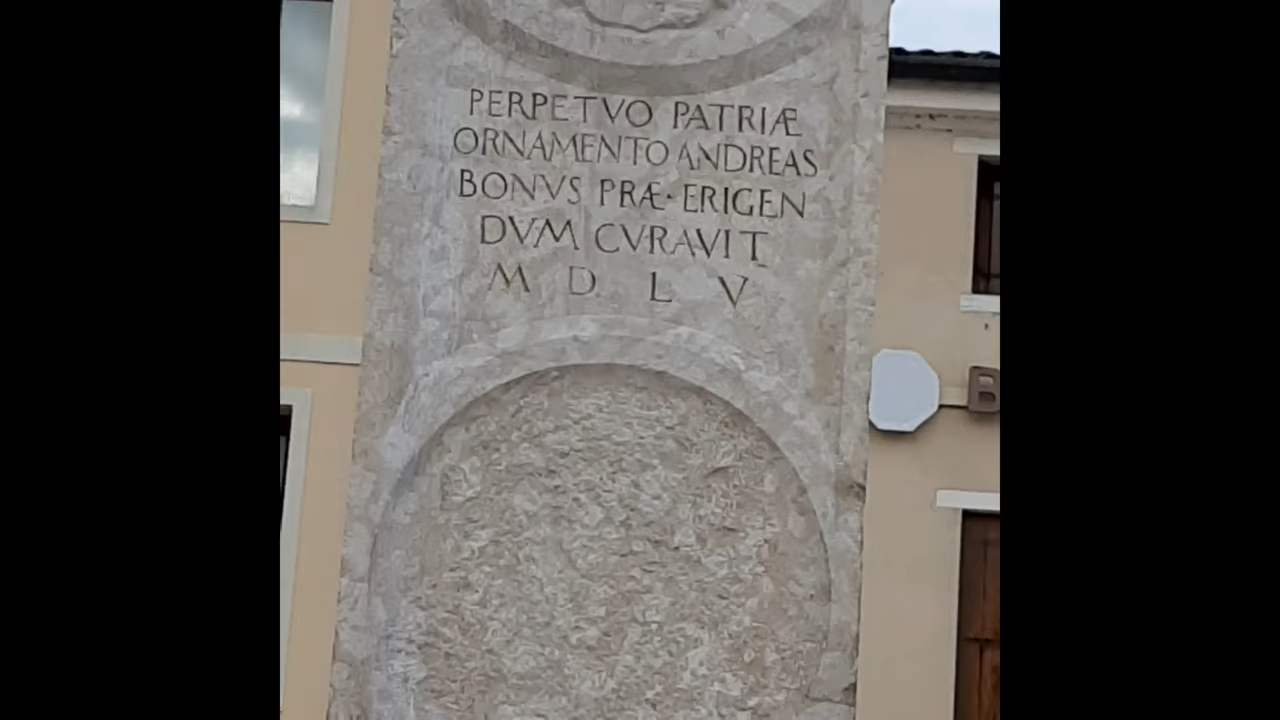 PERPETVO PATRIÆ
ORNAMENTO ANDREAS
BONVS PRÆ· ERIGEN
DVM CVRAVIT
M D L V
B